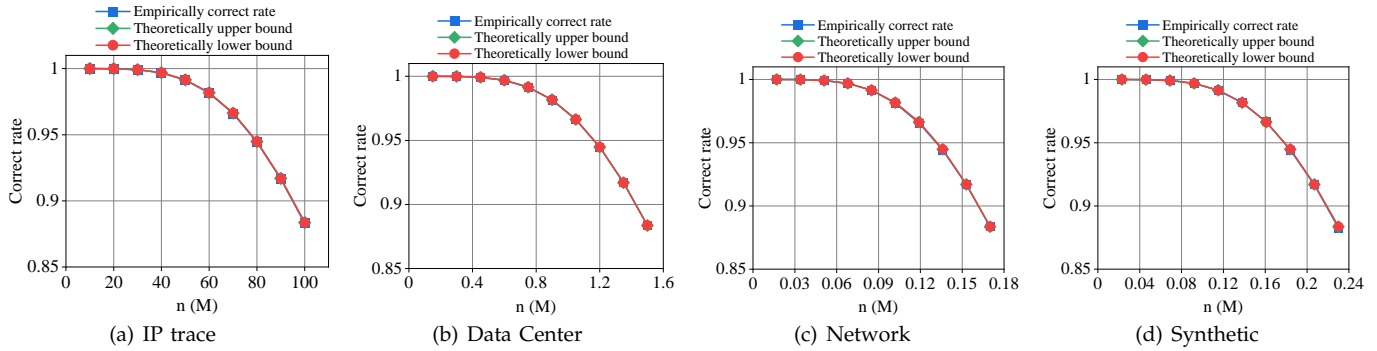 Empirically correct rate
Theoretically upper bound
Theoretically lower bound
1
0.95
0.9
0.85
Correct rate
0 20 40 60 80 100
n (M)
(a) IP trace
Empirically correct rate
Theoretically upper bound
Theoretically lower bound
1
0.95
0.9
0.85
Correct rate
0 0.4 0.8 1.2 1.6
n (M)
(b) Data Center
Empirically correct rate
Theoretically upper bound
Theoretically lower bound
1
0.95
0.9
0.85
Correct rate
0 0.03 0.06 0.09 0.12 0.15 0.18
n (M)
(c) Network
Empirically correct rate
Theoretically upper bound
Theoretically lower bound
1
0.95
0.9
0.85
Correct rate
0 0.04 0.08 0.12 0.16 0.20 0.24
n (M)
(d) Synthetic